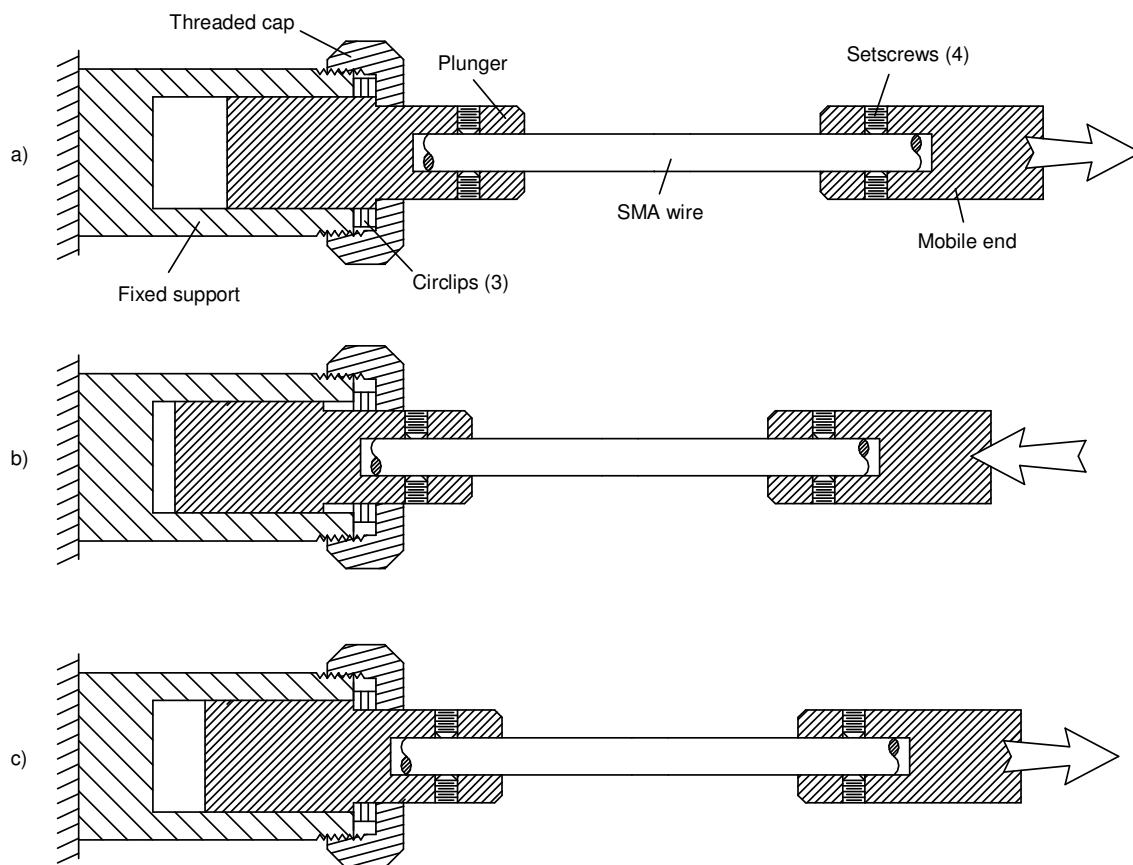 Threaded cap
Plunger
Setscrews (4)
a)
SMA wire
Mobile end
Circlips (3)
Fixed support
b)
c)